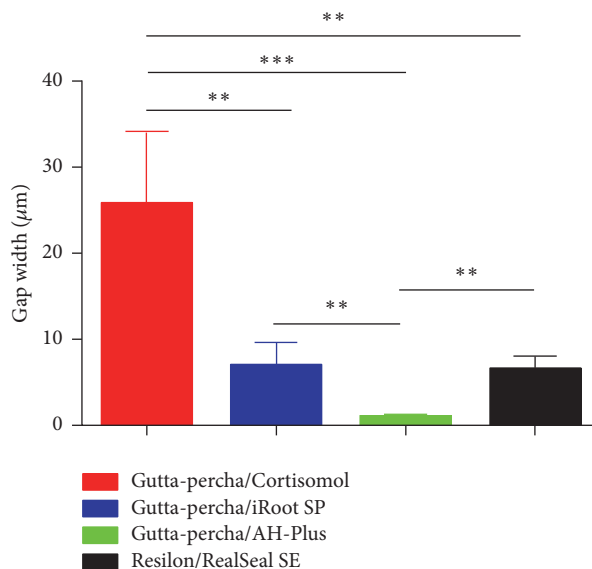 **
***
**
**
**
40
30
20
10
0
Gap width (μm)
Gutta-percha/Cortisomol
Gutta-percha/iRoot SP
Gutta-percha/AH-Plus
Resilon/RealSeal SE